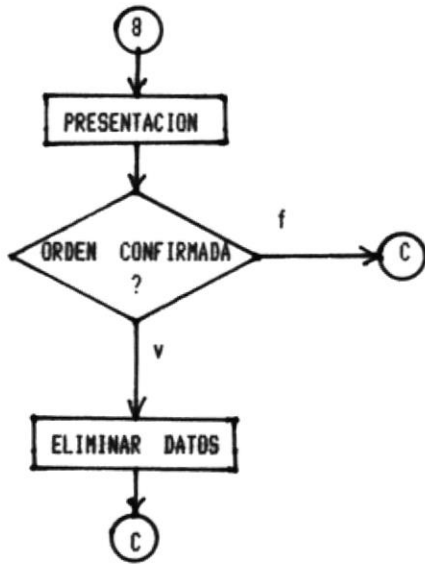 8
PRESENTACION
f
ORDEN CONFIRMADA
C
?
v
ELIMINAR DATOS
C